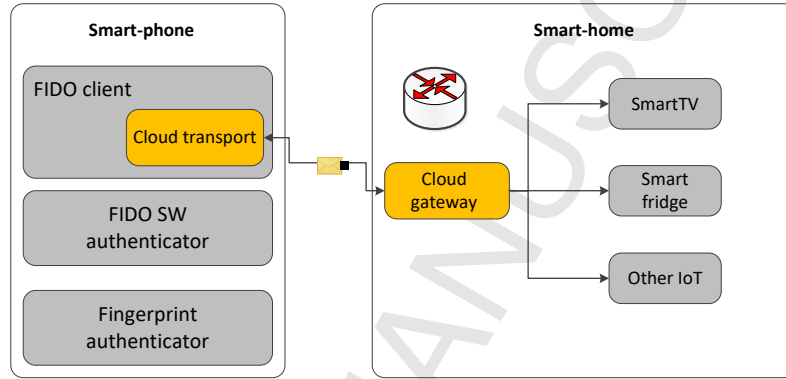 Smart-phone
FIDO client
Cloud transport
FIDO SW
authenticator
Fingerprint
authenticator
Smart-home
Cloud
gateway
SmartTV
Smart
fridge
Other IoT